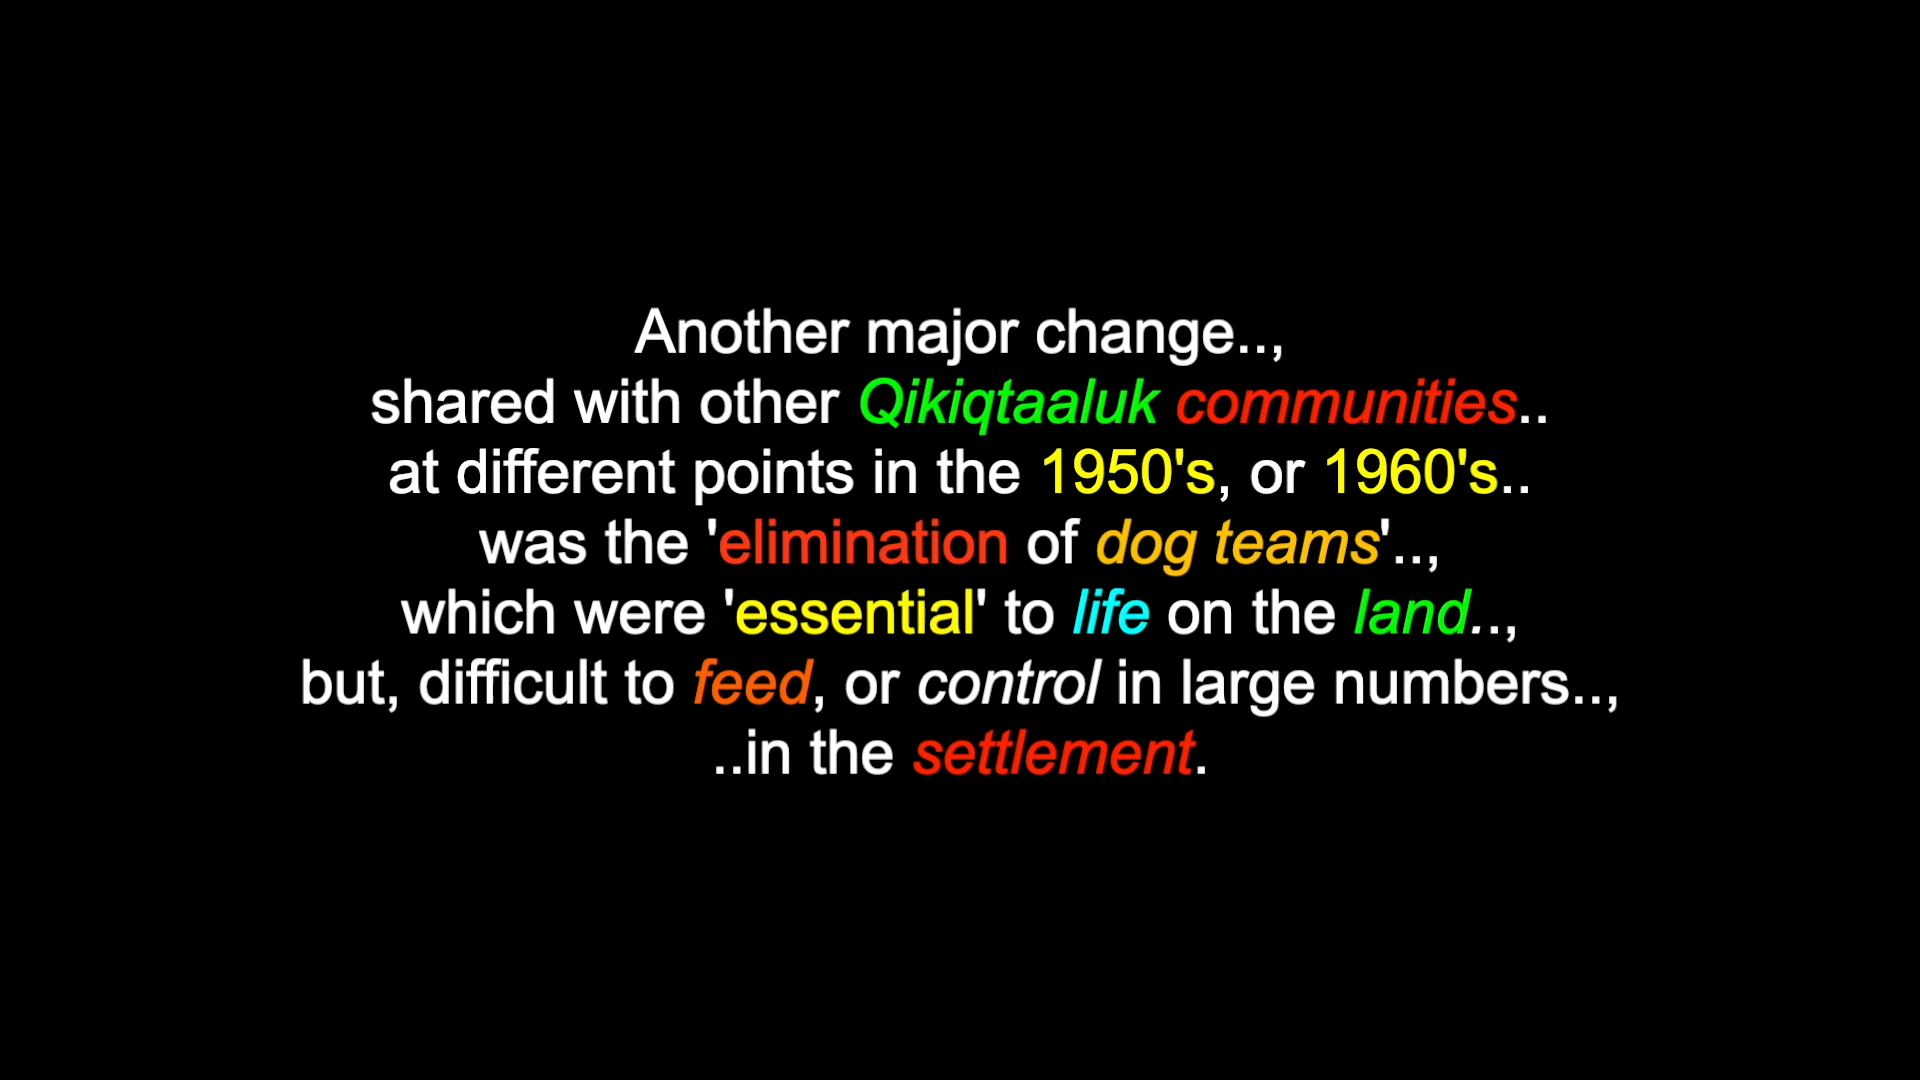 Another major change..,
shared with other Qikiqtaaluk communities..
at different points in the 1950's, or 1960's..
was the 'elimination of dog teams'..,
which were 'essential' to life on the land..,
but, difficult to feed, or control in large numbers..,
..in the settlement.